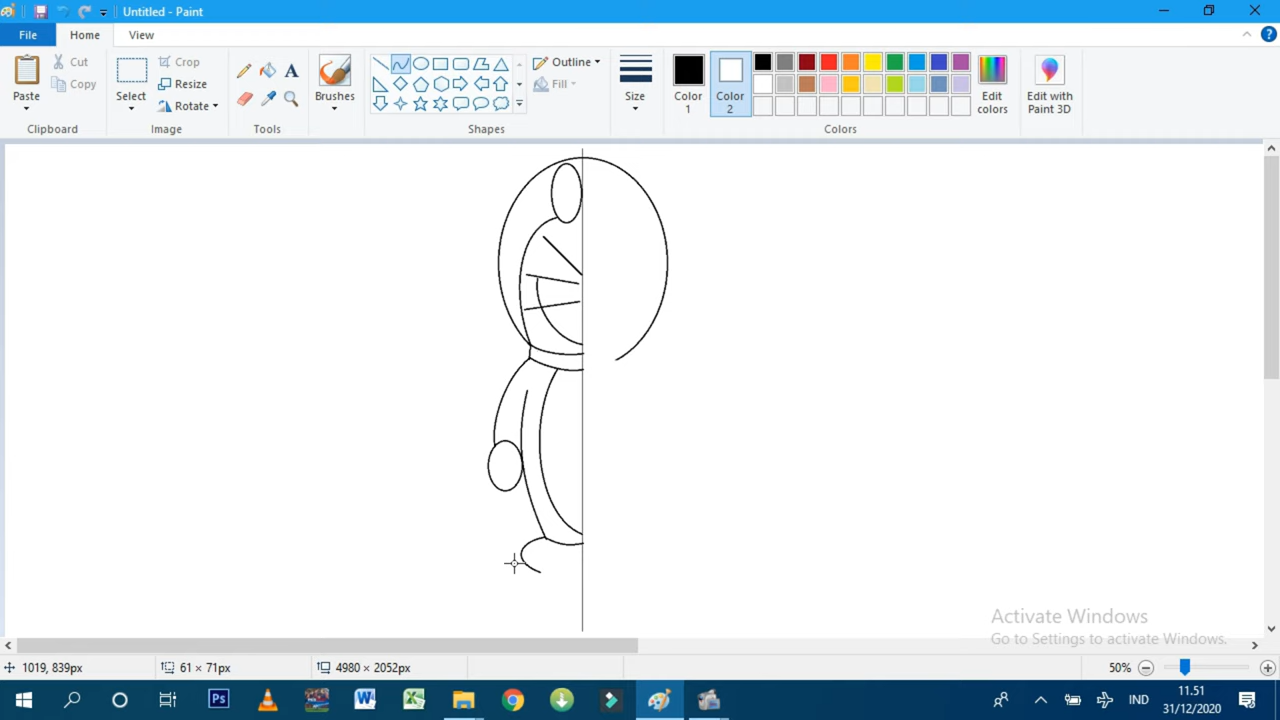 Untitled - Paint
File Home View
Paste
Cut
Copy
Clipboard
Select
Crop
Resize
Rotate
Image
Tools
Brushes
Shapes
Outline
Fill
Size
Color 1
Color 2
Colors
Edit colors
Edit with Paint 3D
Activate Windows
Go to Settings to activate Windows.
1019, 839px 61 × 71px 4980 × 2052px 50%
Ps W X IND 11.51
31/12/2020